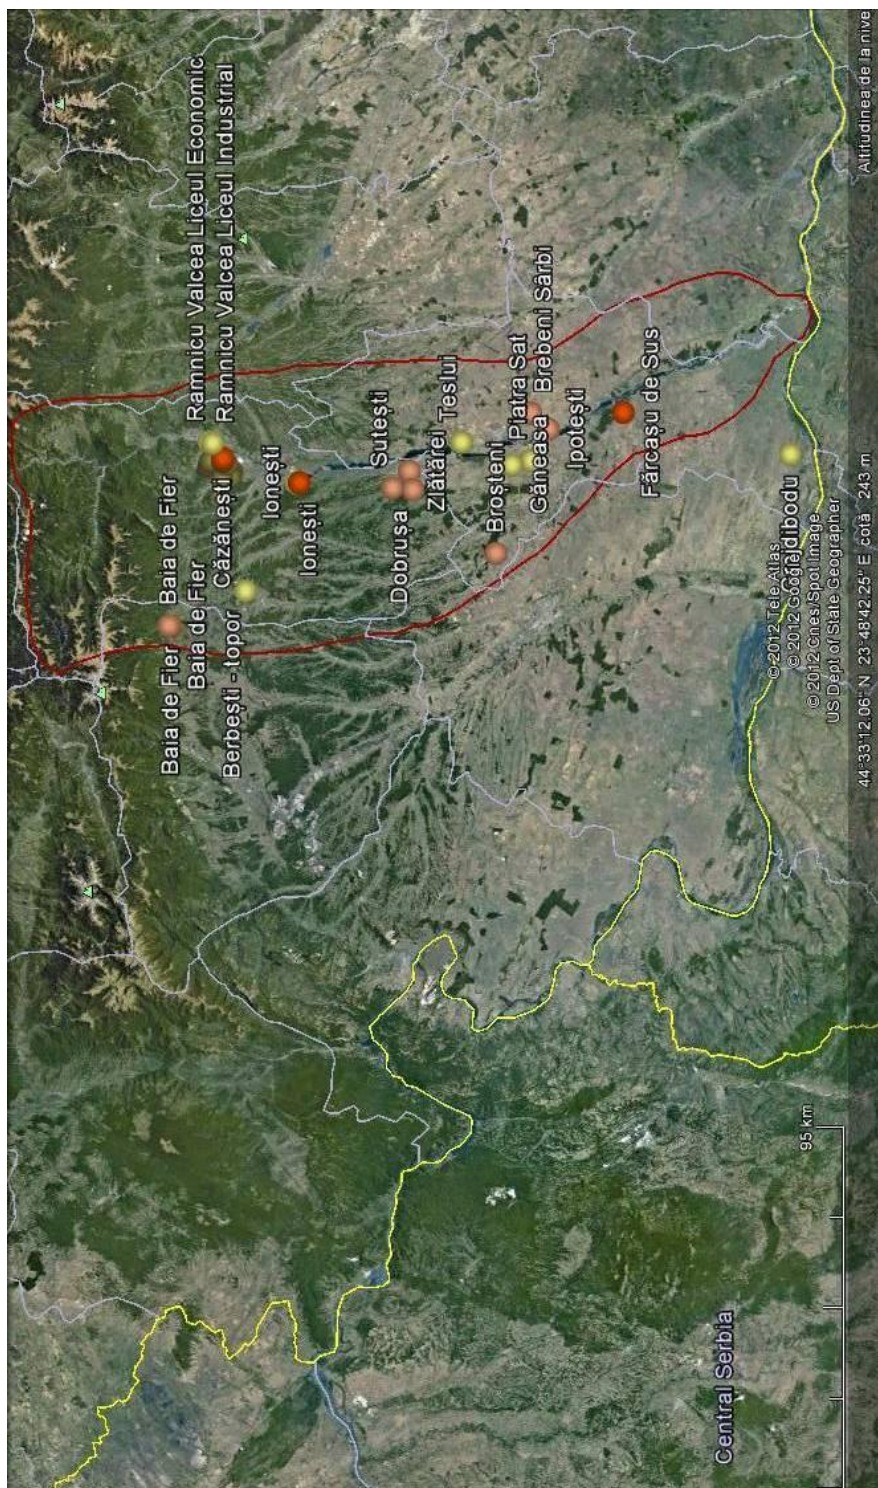 Ramnicu Valcea Liceul Economic
Ramnicu Valcea Liceul Industrial
Baia de Fier
Baia de Fier
Baia de Fier
Căzănești
Berbești - topor
Ionești
Ionești
Sutești
Dobrușa
Zlătărei
Teslui
Broșteni
Piatra Sat
Găneasa
Brebeni Sârbi
Ipotești
Fărcașu de Sus
Central Serbia
95 km
© 2012 Tele Atlas
© 2012 Google
© 2012 Cnes/Spot Image
US Dept of State Geographer
44°33'12.06" N 23°48'42.25" E cotă 243 m
Altitudinea de la nive